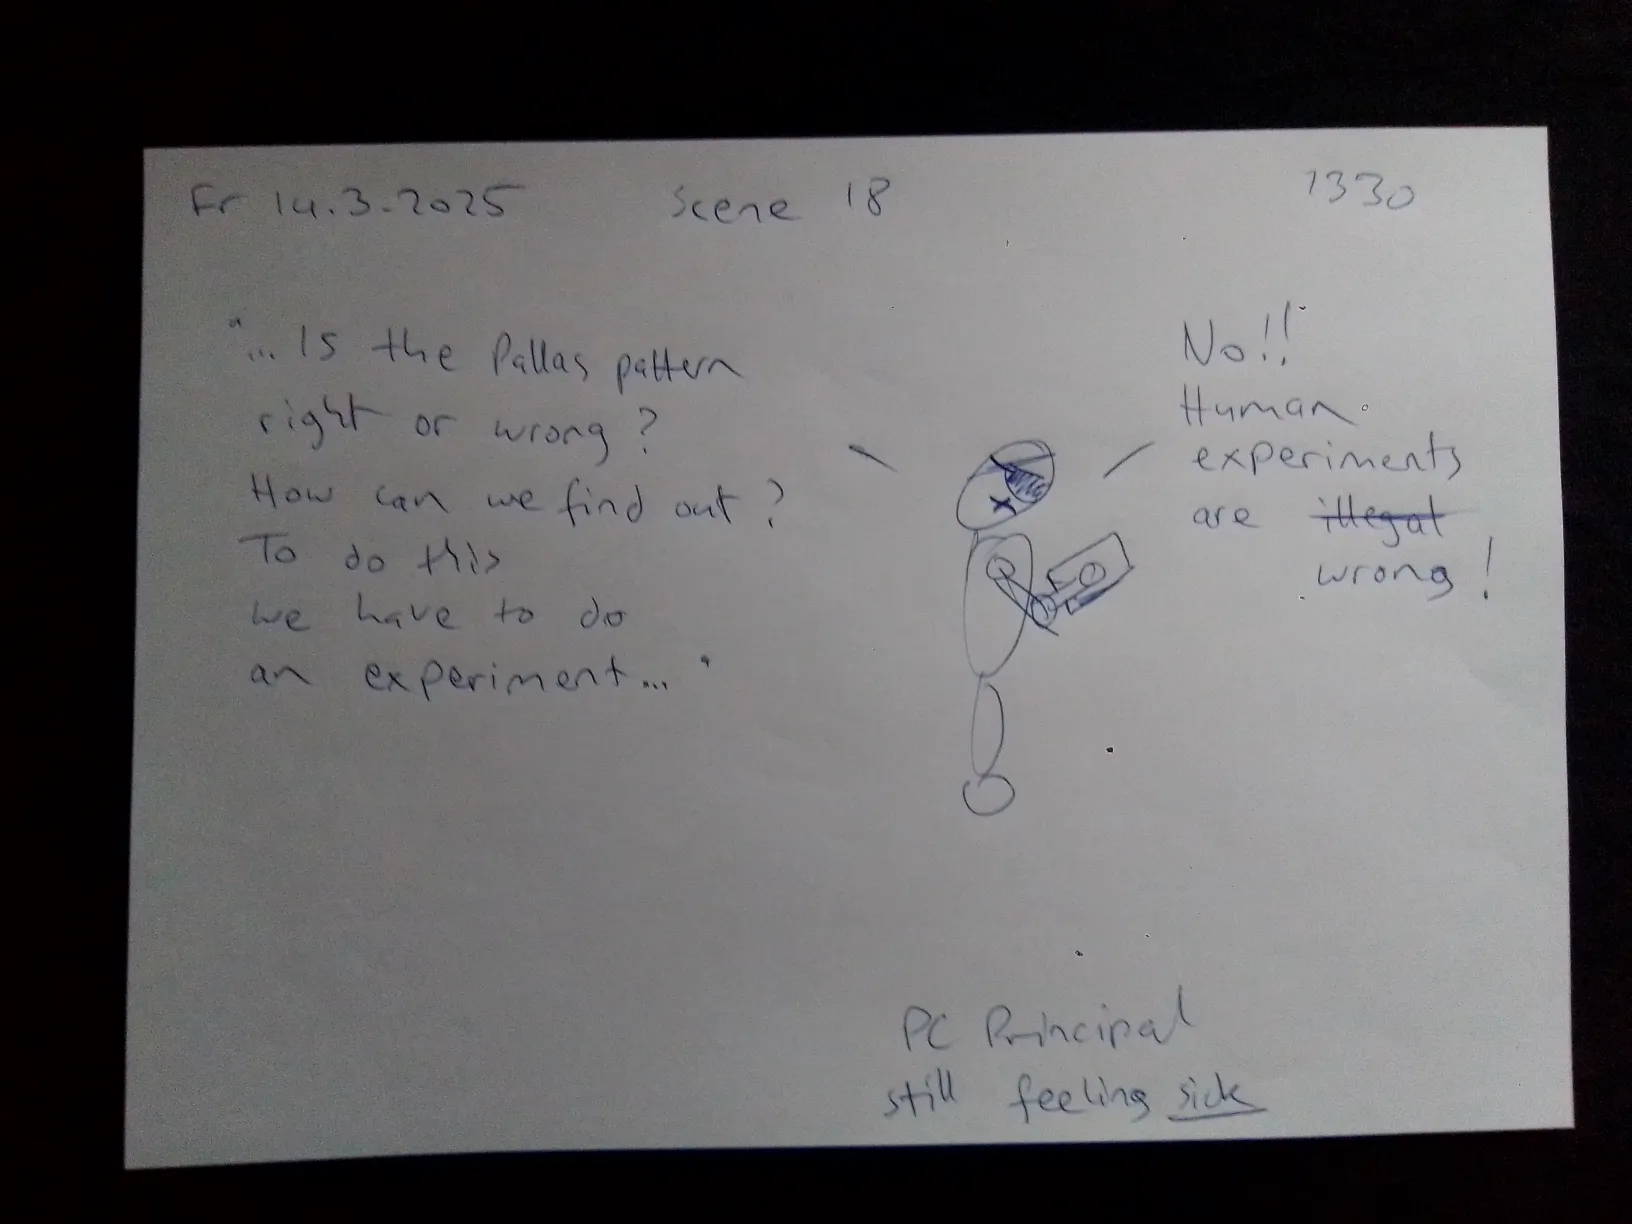 Fr 14.3.2025 Scene 18 1330
"... Is the Pallas pattern
right or wrong?
How can we find out?
To do this
we have to do
an experiment..."
No!!
Human
experiments
are illegal
wrong!
PC Principal
still feeling sick